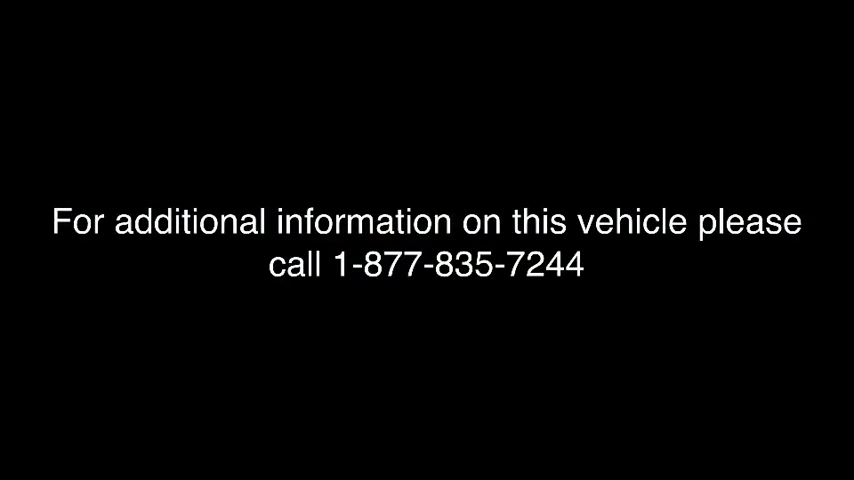 For additional information on this vehicle please
call 1-877-835-7244